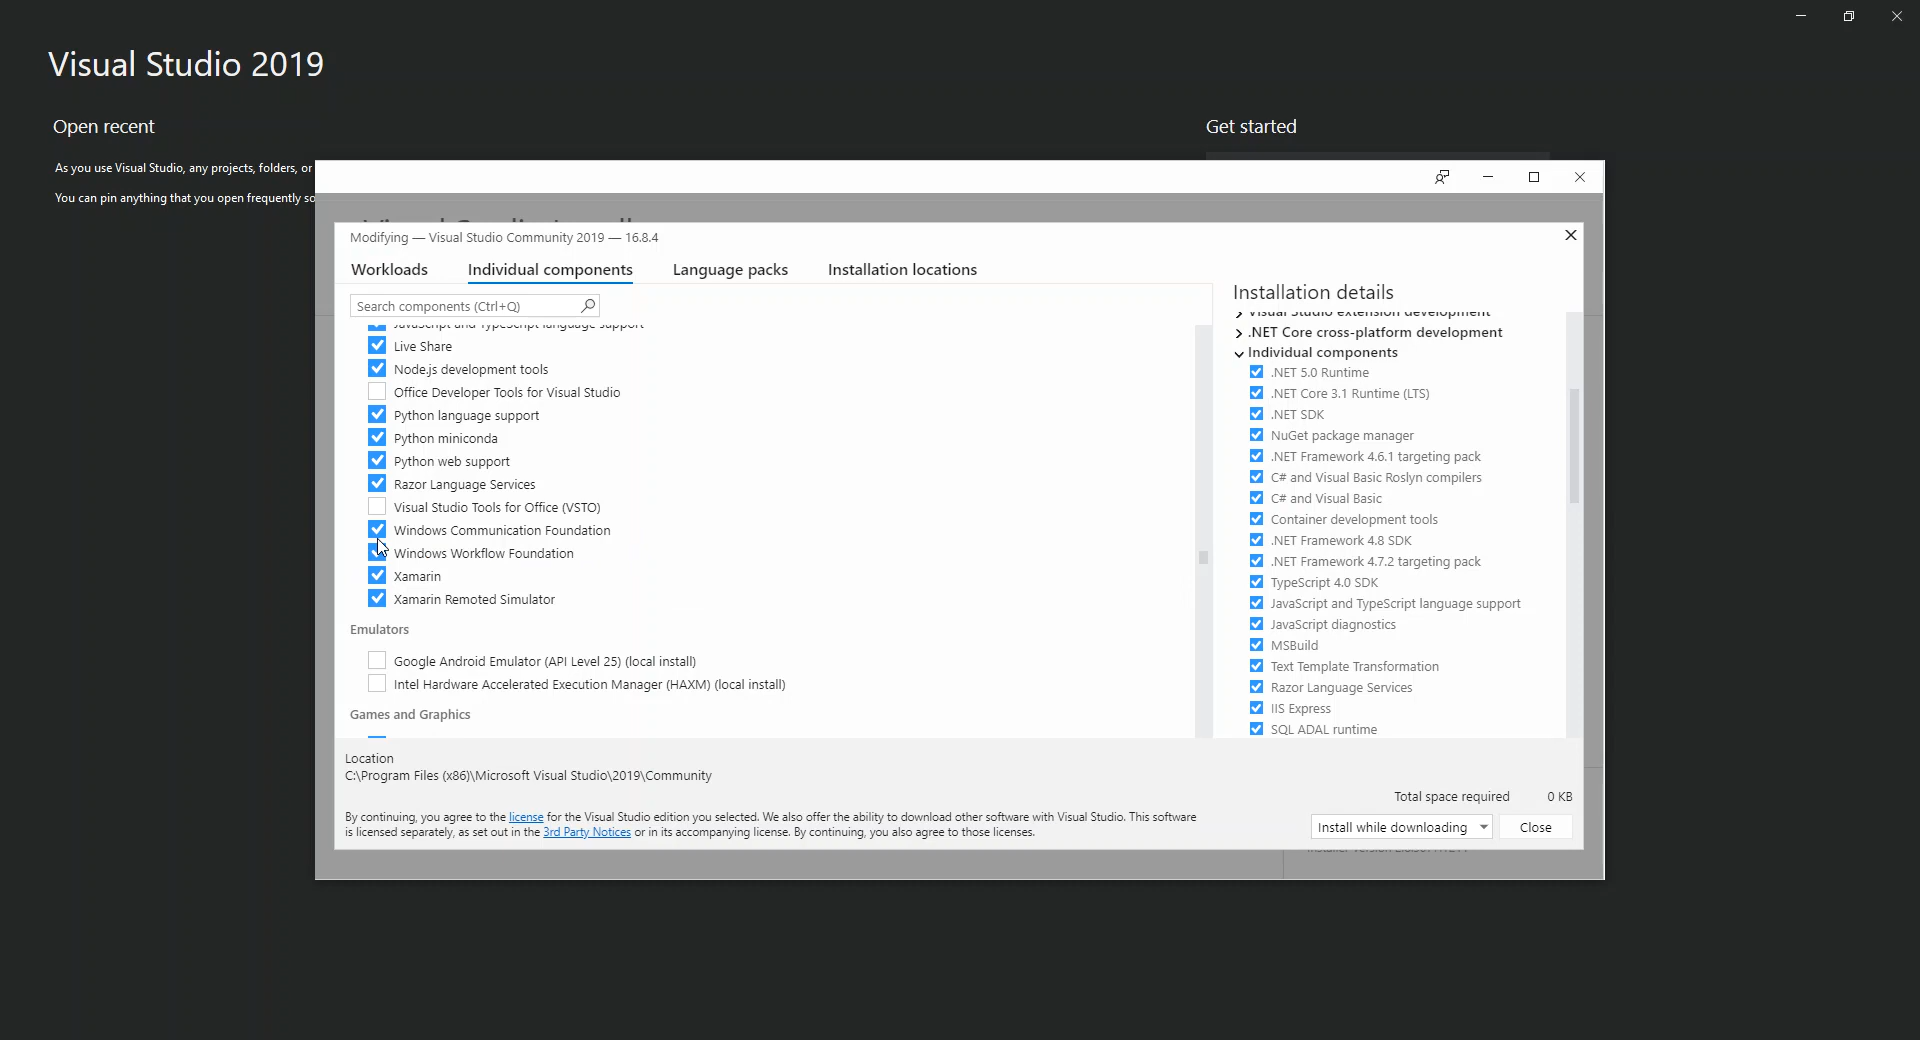 Visual Studio 2019
Open recent
Get started
As you use Visual Studio, any projects, folders, or
You can pin anything that you open frequently so
Modifying — Visual Studio Community 2019 — 16.8.4
Workloads
Individual components
Language packs
Installation locations
Search components (Ctrl+Q)
JavaScript and TypeScript language support
Live Share
Node.js development tools
Office Developer Tools for Visual Studio
Python language support
Python miniconda
Python web support
Razor Language Services
Visual Studio Tools for Office (VSTO)
Windows Communication Foundation
Windows Workflow Foundation
Xamarin
Xamarin Remoted Simulator
Emulators
Google Android Emulator (API Level 25) (local install)
Intel Hardware Accelerated Execution Manager (HAXM) (local install)
Games and Graphics
Installation details
Visual Studio extension development
.NET Core cross-platform development
Individual components
.NET 5.0 Runtime
.NET Core 3.1 Runtime (LTS)
.NET SDK
NuGet package manager
.NET Framework 4.6.1 targeting pack
C# and Visual Basic Roslyn compilers
C# and Visual Basic
Container development tools
.NET Framework 4.8 SDK
.NET Framework 4.7.2 targeting pack
TypeScript 4.0 SDK
JavaScript and TypeScript language support
JavaScript diagnostics
MSBuild
Text Template Transformation
Razor Language Services
IIS Express
SQL ADAL runtime
Location
C:\Program Files (x86)\Microsoft Visual Studio\2019\Community
Total space required 0 KB
By continuing, you agree to the license for the Visual Studio edition you selected. We also offer the ability to download other software with Visual Studio. This software
is licensed separately, as set out in the 3rd Party Notices or in its accompanying license. By continuing, you also agree to those licenses.
Install while downloading
Close